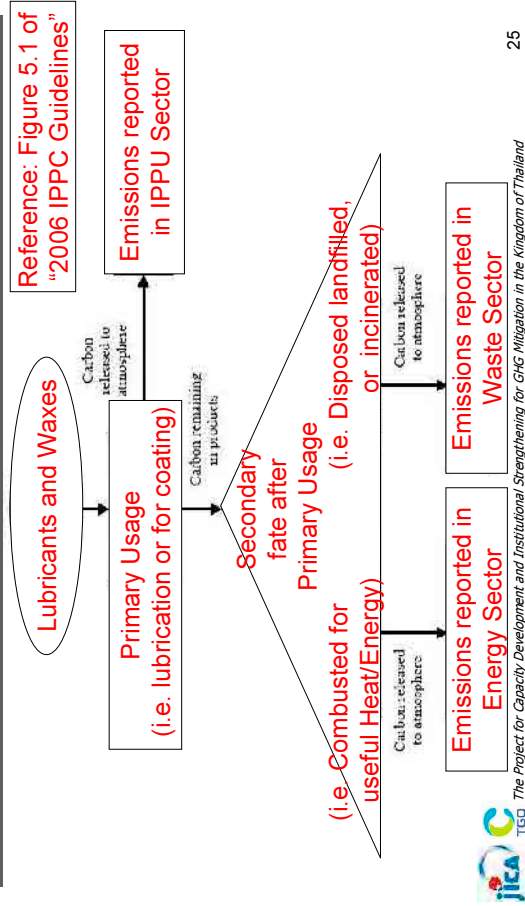 Reference: Figure 5.1 of
“2006 IPPC Guidelines”
Lubricants and Waxes
Carbon
released to
atmosphere
Primary Usage
(i.e. lubrication or for coating)
Emissions reported
in IPPU Sector
Carbon remaining
in products
Secondary
fate after
Primary Usage
(i.e. Combusted for
useful Heat/Energy)
(i.e. Disposed landfilled,
or incinerated)
Carbon released
to atmosphere
Carbon released
to atmosphere
Emissions reported in
Energy Sector
Emissions reported in
Waste Sector
jica
TGO
The Project for Capacity Development and Institutional Strengthening for GHG Mitigation in the Kingdom of Thailand
25